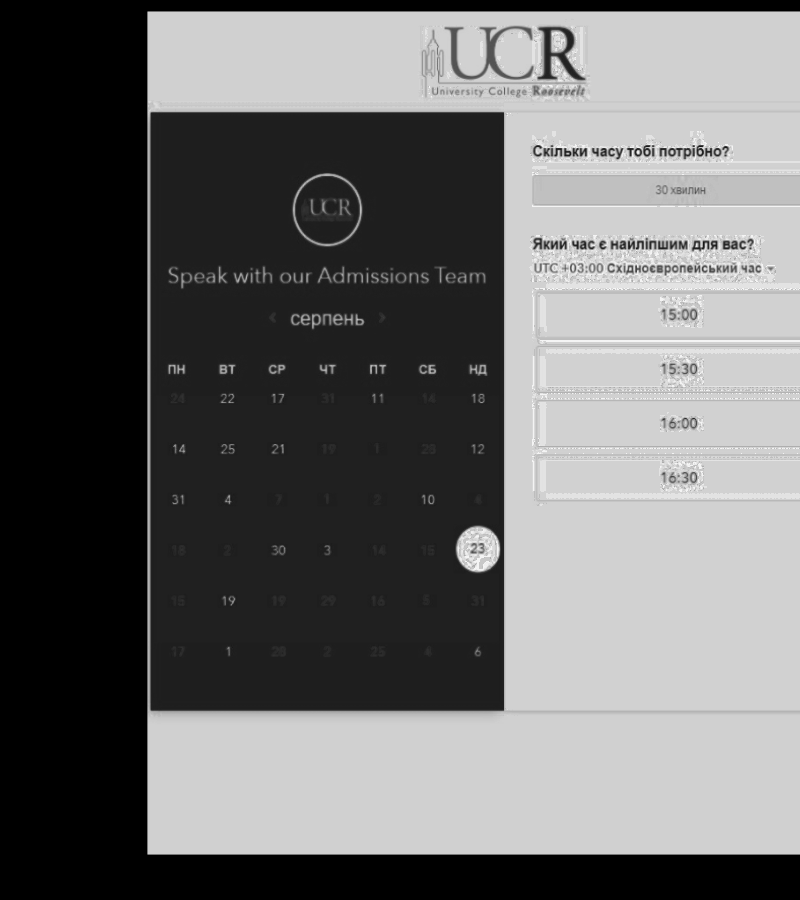 UCR
University College Roosevelt
UCR
Speak with our Admissions Team
серпень
ПН ВТ СР ЧТ ПТ СБ НД
24 22 17 31 11 14 18
14 25 21 19 1 12
31 4 7 1 2 10
18 2 30 3 14 15 23
15 19 19 29 16 5 31
17 1 28 2 25 4 6
Скільки часу тобі потрібно?
30 хвилин
Який час є найліпшим для вас?
UTC +03:00 Східноєвропейський час
15:00
15:30
16:00
16:30